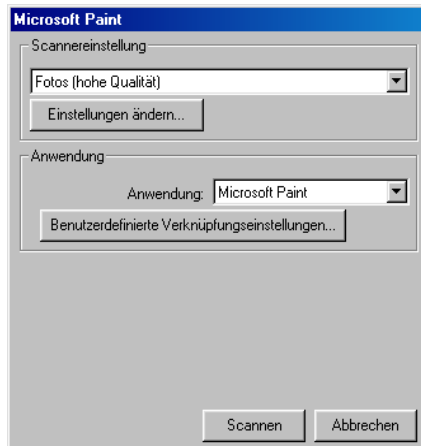 Microsoft Paint
Scannereinstellung
Fotos (hohe Qualität)
Einstellungen ändern...
Anwendung
Anwendung: Microsoft Paint
Benutzerdefinierte Verknüpfungseinstellungen...
Scannen Abbrechen